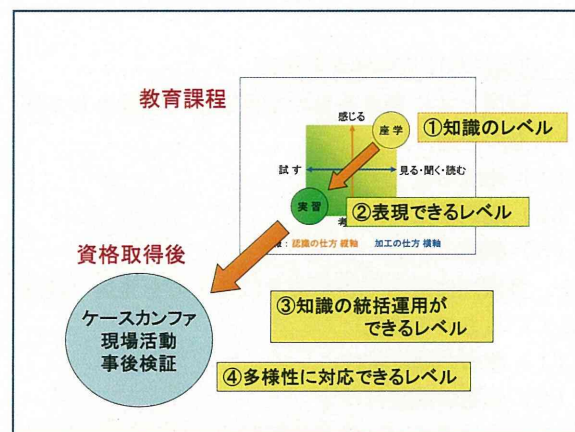 教育課程
感じる
座学
①知識のレベル
試す
見る・聞く・読む
実習
②表現できるレベル
考
：認識の仕方 縦軸 加工の仕方 横軸
資格取得後
ケースカンファ
現場活動
事後検証
③知識の統括運用が
できるレベル
④多様性に対応できるレベル